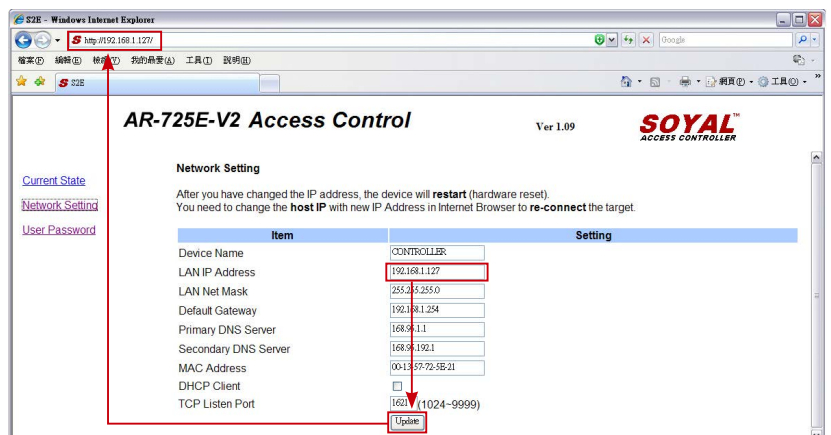 S2E - Windows Internet Explorer
http://192.168.1.127/
Google
檔案(F) 編輯(E) 我的最愛(A) 工具(T) 說明(H)
S2E
網頁(P) 工具(O)
AR-725E-V2 Access Control
Ver 1.09
SOYAL™
ACCESS CONTROLLER
Current State
Network Setting
User Password
Network Setting
After you have changed the IP address, the device will restart (hardware reset).
You need to change the host IP with new IP Address in Internet Browser to re-connect the target.
Item Setting
Device Name CONTROLLER
LAN IP Address 192.168.1.127
LAN Net Mask 255.255.255.0
Default Gateway 192.168.1.254
Primary DNS Server 168.95.1.1
Secondary DNS Server 168.95.192.1
MAC Address 00-13-57-72-5E-21
DHCP Client
TCP Listen Port 1621 (1024~9999)
Update